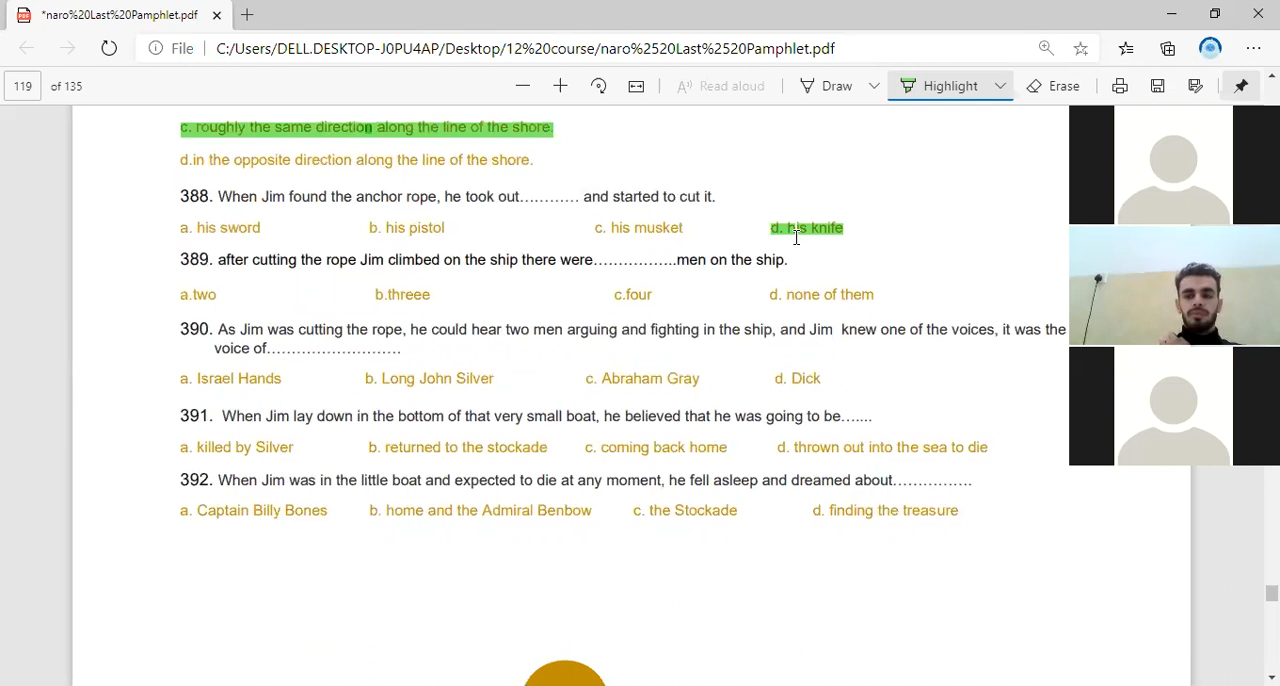 *naro%20Last%20Pamphlet.pdf
File C:/Users/DELL.DESKTOP-J0PU4AP/Desktop/12%20course/naro%2520Last%2520Pamphlet.pdf
119 of 135 Read aloud Draw Highlight Erase
c. roughly the same direction along the line of the shore.
d.in the opposite direction along the line of the shore.
388. When Jim found the anchor rope, he took out………… and started to cut it.
a. his sword b. his pistol c. his musket d. his knife
389. after cutting the rope Jim climbed on the ship there were……………..men on the ship.
a.two b.threee c.four d. none of them
390. As Jim was cutting the rope, he could hear two men arguing and fighting in the ship, and Jim knew one of the voices, it was the
voice of………………………
a. Israel Hands b. Long John Silver c. Abraham Gray d. Dick
391. When Jim lay down in the bottom of that very small boat, he believed that he was going to be…....
a. killed by Silver b. returned to the stockade c. coming back home d. thrown out into the sea to die
392. When Jim was in the little boat and expected to die at any moment, he fell asleep and dreamed about…………….
a. Captain Billy Bones b. home and the Admiral Benbow c. the Stockade d. finding the treasure